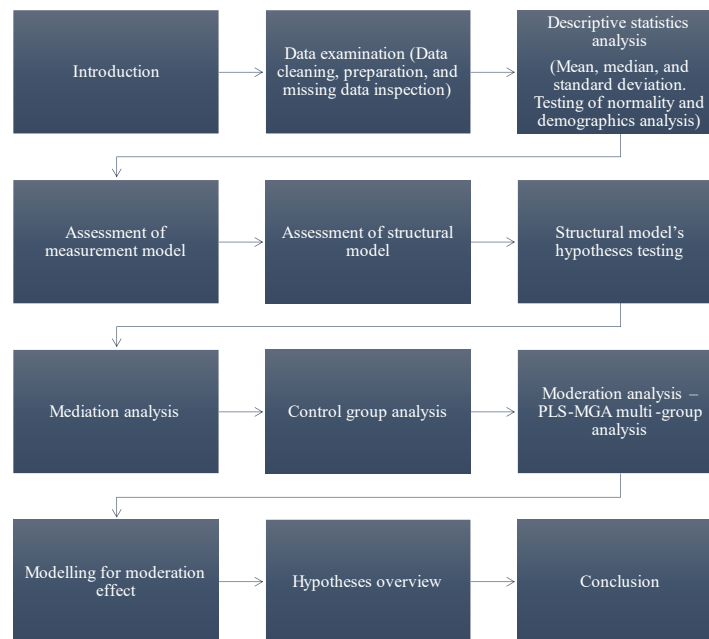 Introduction
Data examination (Data
cleaning, preparation, and
missing data inspection)
Descriptive statistics
analysis
(Mean, median, and
standard deviation.
Testing of normality and
demographics analysis)
Assessment of
measurement model
Assessment of structural
model
Structural model’s
hypotheses testing
Mediation analysis
Control group analysis
Moderation analysis –
PLS-MGA multi-group
analysis
Modelling for moderation
effect
Hypotheses overview
Conclusion